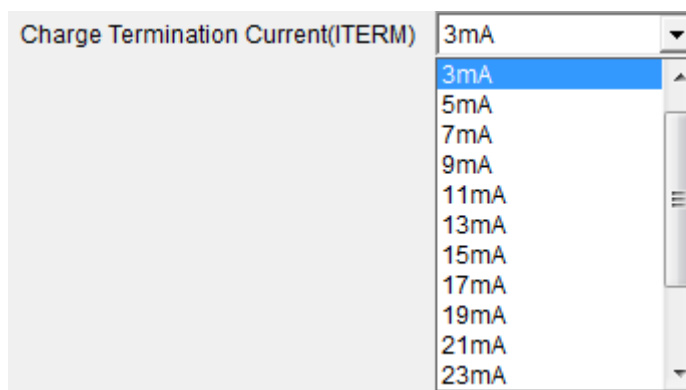 Charge Termination Current(ITERM) 3mA
3mA
5mA
7mA
9mA
11mA
13mA
15mA
17mA
19mA
21mA
23mA